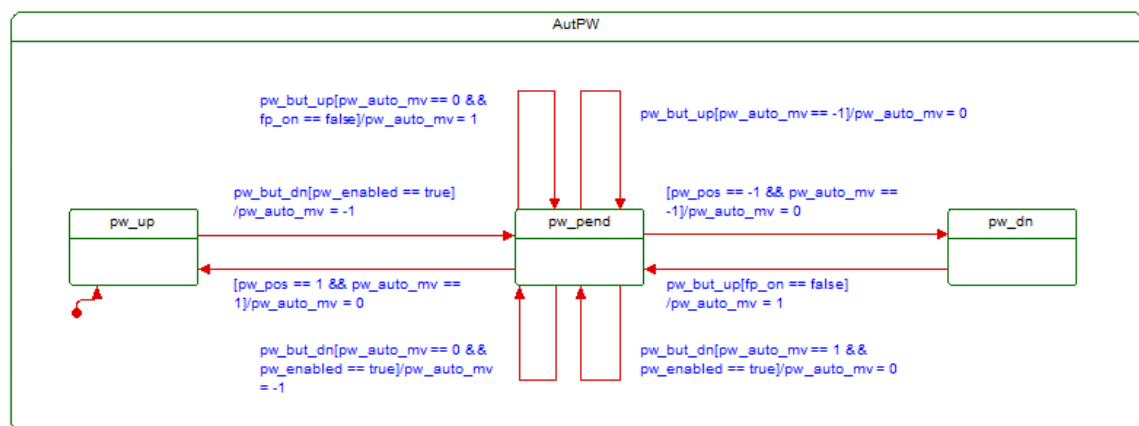 AutPW
pw_but_up[pw_auto_mv == 0 &&
fp_on == false]/pw_auto_mv = 1
pw_but_up[pw_auto_mv == -1]/pw_auto_mv = 0
pw_but_dn[pw_enabled == true]
/pw_auto_mv = -1
[pw_pos == -1 && pw_auto_mv ==
-1]/pw_auto_mv = 0
pw_up
pw_pend
pw_dn
[pw_pos == 1 && pw_auto_mv ==
1]/pw_auto_mv = 0
pw_but_up[fp_on == false]
/pw_auto_mv = 1
pw_but_dn[pw_auto_mv == 0 &&
pw_enabled == true]/pw_auto_mv
= -1
pw_but_dn[pw_auto_mv == 1 &&
pw_enabled == true]/pw_auto_mv = 0